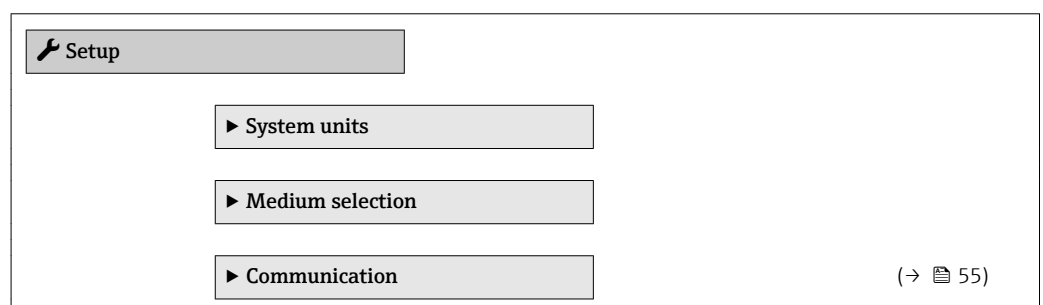 Setup
► System units
► Medium selection
► Communication (→ 55)